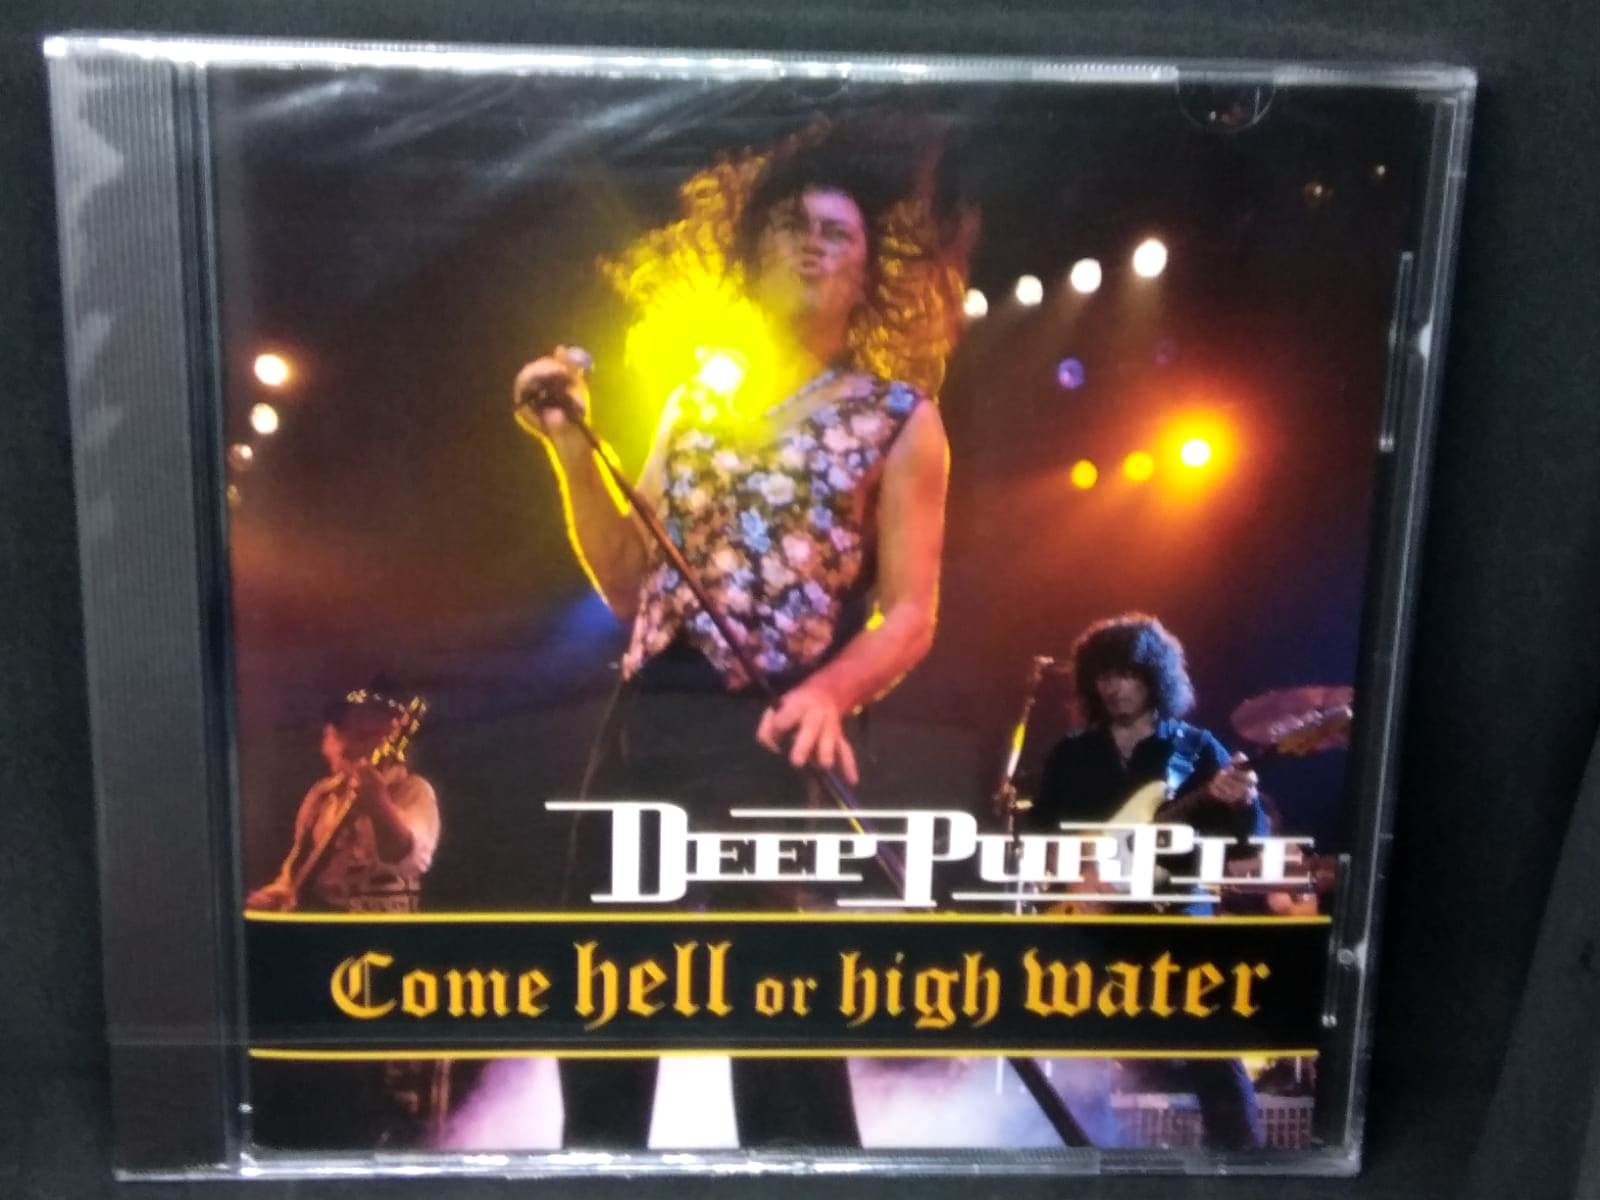 Deep Purple
Come hell or high water